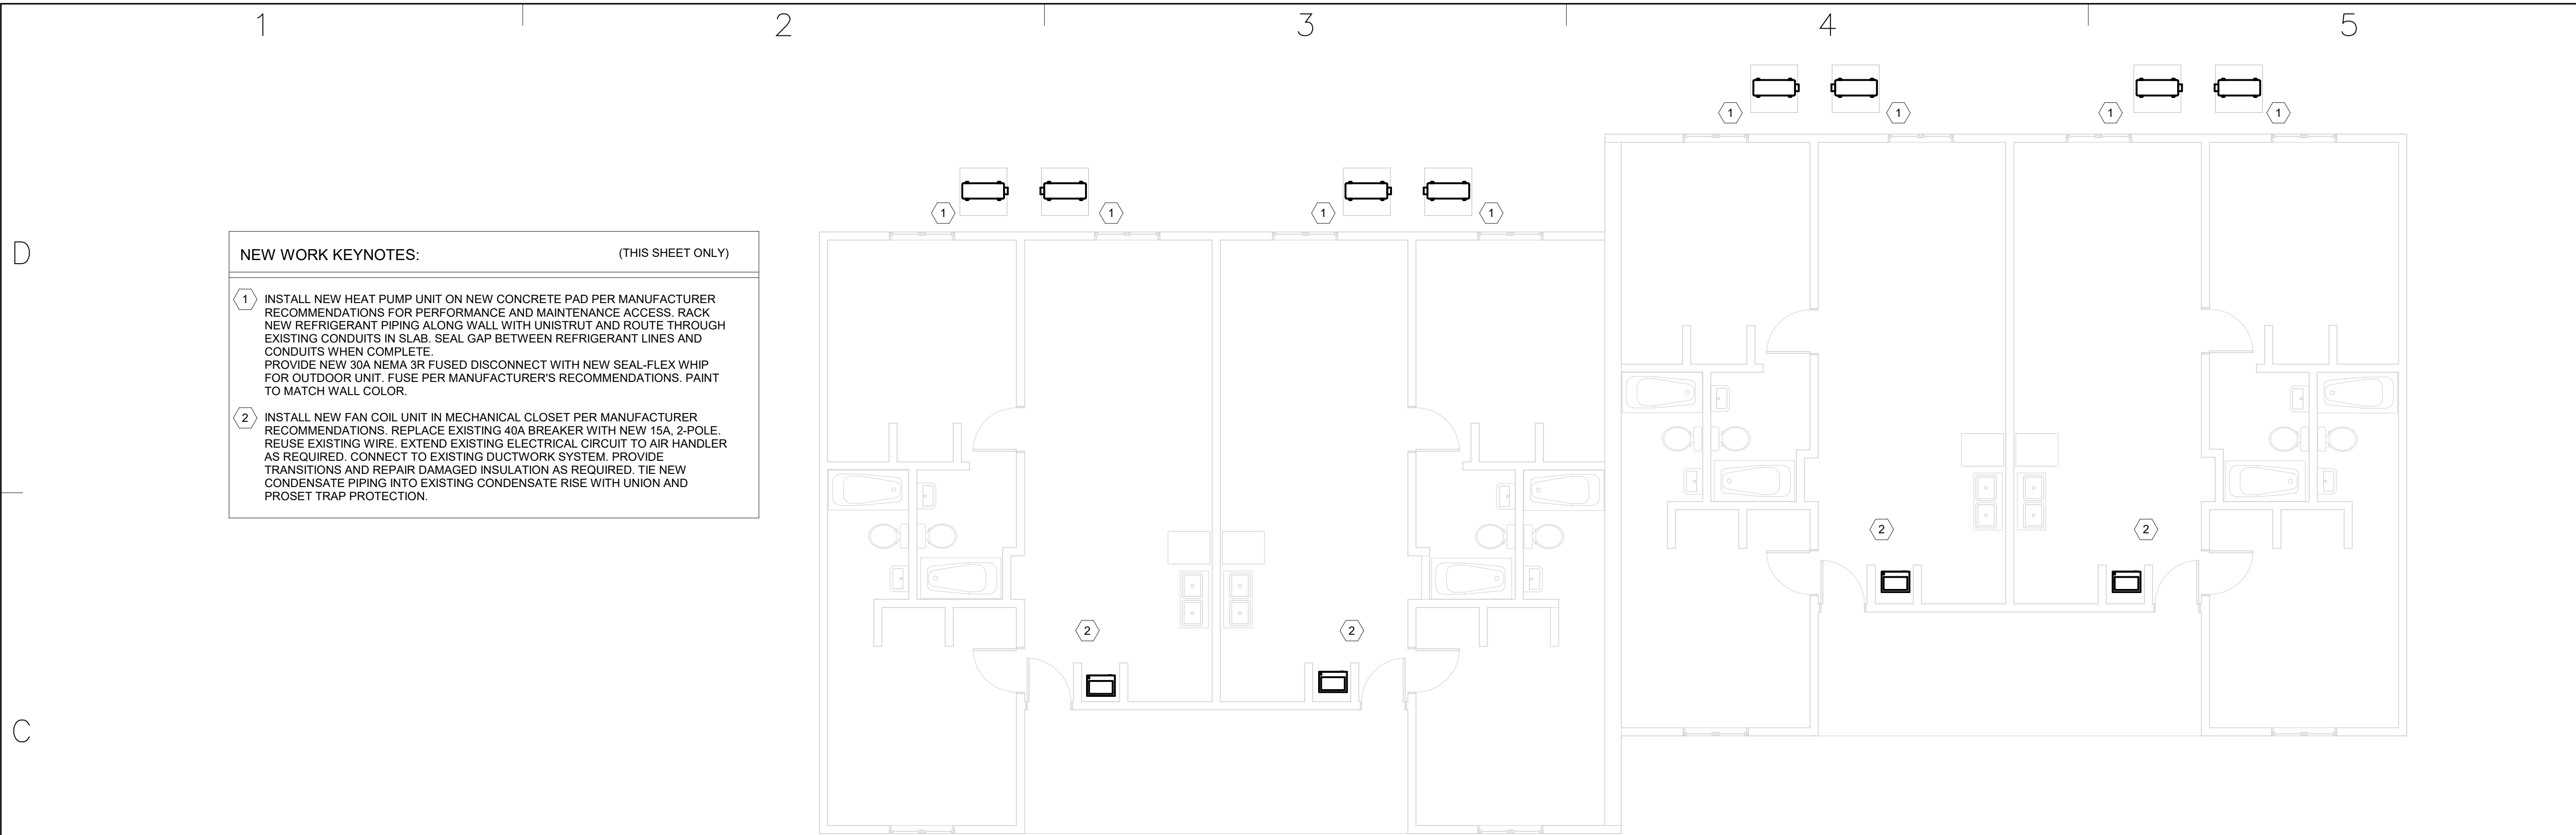 1 2 3 4 5
1 1 1 1
1 1 1 1
D
NEW WORK KEYNOTES: (THIS SHEET ONLY)
1 INSTALL NEW HEAT PUMP UNIT ON NEW CONCRETE PAD PER MANUFACTURER
RECOMMENDATIONS FOR PERFORMANCE AND MAINTENANCE ACCESS. RACK
NEW REFRIGERANT PIPING ALONG WALL WITH UNISTRUT AND ROUTE THROUGH
EXISTING CONDUITS IN SLAB. SEAL GAP BETWEEN REFRIGERANT LINES AND
CONDUITS WHEN COMPLETE.
PROVIDE NEW 30A NEMA 3R FUSED DISCONNECT WITH NEW SEAL-FLEX WHIP
FOR OUTDOOR UNIT. FUSE PER MANUFACTURER'S RECOMMENDATIONS. PAINT
TO MATCH WALL COLOR.
2 INSTALL NEW FAN COIL UNIT IN MECHANICAL CLOSET PER MANUFACTURER
RECOMMENDATIONS. REPLACE EXISTING 40A BREAKER WITH NEW 15A, 2-POLE.
REUSE EXISTING WIRE. EXTEND EXISTING ELECTRICAL CIRCUIT TO AIR HANDLER
AS REQUIRED. CONNECT TO EXISTING DUCTWORK SYSTEM. PROVIDE
TRANSITIONS AND REPAIR DAMAGED INSULATION AS REQUIRED. TIE NEW
CONDENSATE PIPING INTO EXISTING CONDENSATE RISE WITH UNION AND
PROSET TRAP PROTECTION.
2 2
2 2
C